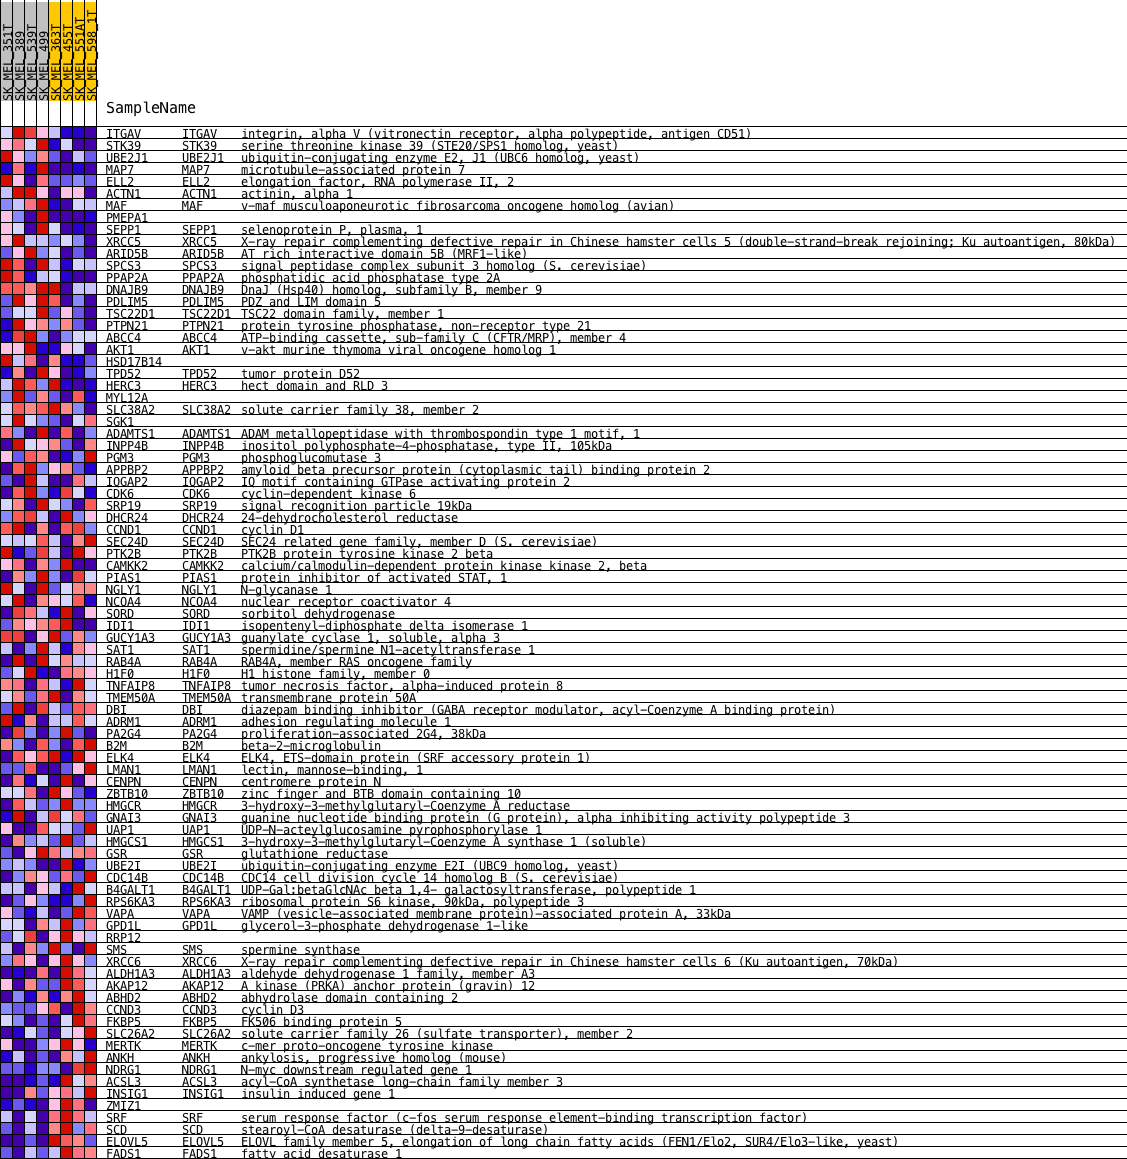 SK_MEL_351T
SK_MEL_389
SK_MEL_539T
SK_MEL_499
SK_MEL_363T
SK_MEL_455T
SK_MEL_551AT
SK_MEL_598_1T
SampleName
ITGAV ITGAV integrin, alpha V (vitronectin receptor, alpha polypeptide, antigen CD51)
STK39 STK39 serine threonine kinase 39 (STE20/SPS1 homolog, yeast)
UBE2J1 UBE2J1 ubiquitin-conjugating enzyme E2, J1 (UBC6 homolog, yeast)
MAP7 MAP7 microtubule-associated protein 7
ELL2 ELL2 elongation factor, RNA polymerase II, 2
ACTN1 ACTN1 actinin, alpha 1
MAF MAF v-maf musculoaponeurotic fibrosarcoma oncogene homolog (avian)
PMEPA1
SEPP1 SEPP1 selenoprotein P, plasma, 1
XRCC5 XRCC5 X-ray repair complementing defective repair in Chinese hamster cells 5 (double-strand-break rejoining; Ku autoantigen, 80kDa)
ARID5B ARID5B AT rich interactive domain 5B (MRF1-like)
SPCS3 SPCS3 signal peptidase complex subunit 3 homolog (S. cerevisiae)
PPAP2A PPAP2A phosphatidic acid phosphatase type 2A
DNAJB9 DNAJB9 DnaJ (Hsp40) homolog, subfamily B, member 9
PDLIM5 PDLIM5 PDZ and LIM domain 5
TSC22D1 TSC22D1 TSC22 domain family, member 1
PTPN21 PTPN21 protein tyrosine phosphatase, non-receptor type 21
ABCC4 ABCC4 ATP-binding cassette, sub-family C (CFTR/MRP), member 4
AKT1 AKT1 v-akt murine thymoma viral oncogene homolog 1
HSD17B14
TPD52 TPD52 tumor protein D52
HERC3 HERC3 hect domain and RLD 3
MYL12A
SLC38A2 SLC38A2 solute carrier family 38, member 2
SGK1
ADAMTS1 ADAMTS1 ADAM metallopeptidase with thrombospondin type 1 motif, 1
INPP4B INPP4B inositol polyphosphate-4-phosphatase, type II, 105kDa
PGM3 PGM3 phosphoglucomutase 3
APPBP2 APPBP2 amyloid beta precursor protein (cytoplasmic tail) binding protein 2
IQGAP2 IQGAP2 IQ motif containing GTPase activating protein 2
CDK6 CDK6 cyclin-dependent kinase 6
SRP19 SRP19 signal recognition particle 19kDa
DHCR24 DHCR24 24-dehydrocholesterol reductase
CCND1 CCND1 cyclin D1
SEC24D SEC24D SEC24 related gene family, member D (S. cerevisiae)
PTK2B PTK2B PTK2B protein tyrosine kinase 2 beta
CAMKK2 CAMKK2 calcium/calmodulin-dependent protein kinase kinase 2, beta
PIAS1 PIAS1 protein inhibitor of activated STAT, 1
NGLY1 NGLY1 N-glycanase 1
NCOA4 NCOA4 nuclear receptor coactivator 4
SORD SORD sorbitol dehydrogenase
IDI1 IDI1 isopentenyl-diphosphate delta isomerase 1
GUCY1A3 GUCY1A3 guanylate cyclase 1, soluble, alpha 3
SAT1 SAT1 spermidine/spermine N1-acetyltransferase 1
RAB4A RAB4A RAB4A, member RAS oncogene family
H1F0 H1F0 H1 histone family, member 0
TNFAIP8 TNFAIP8 tumor necrosis factor, alpha-induced protein 8
TMEM50A TMEM50A transmembrane protein 50A
DBI DBI diazepam binding inhibitor (GABA receptor modulator, acyl-Coenzyme A binding protein)
ADRM1 ADRM1 adhesion regulating molecule 1
PA2G4 PA2G4 proliferation-associated 2G4, 38kDa
B2M B2M beta-2-microglobulin
ELK4 ELK4 ELK4, ETS-domain protein (SRF accessory protein 1)
LMAN1 LMAN1 lectin, mannose-binding, 1
CENPN CENPN centromere protein N
ZBTB10 ZBTB10 zinc finger and BTB domain containing 10
HMGCR HMGCR 3-hydroxy-3-methylglutaryl-Coenzyme A reductase
GNAI3 GNAI3 guanine nucleotide binding protein (G protein), alpha inhibiting activity polypeptide 3
UAP1 UAP1 UDP-N-acteylglucosamine pyrophosphorylase 1
HMGCS1 HMGCS1 3-hydroxy-3-methylglutaryl-Coenzyme A synthase 1 (soluble)
GSR GSR glutathione reductase
UBE2I UBE2I ubiquitin-conjugating enzyme E2I (UBC9 homolog, yeast)
CDC14B CDC14B CDC14 cell division cycle 14 homolog B (S. cerevisiae)
B4GALT1 B4GALT1 UDP-Gal:betaGlcNAc beta 1,4- galactosyltransferase, polypeptide 1
RPS6KA3 RPS6KA3 ribosomal protein S6 kinase, 90kDa, polypeptide 3
VAPA VAPA VAMP (vesicle-associated membrane protein)-associated protein A, 33kDa
GPD1L GPD1L glycerol-3-phosphate dehydrogenase 1-like
RRP12
SMS SMS spermine synthase
XRCC6 XRCC6 X-ray repair complementing defective repair in Chinese hamster cells 6 (Ku autoantigen, 70kDa)
ALDH1A3 ALDH1A3 aldehyde dehydrogenase 1 family, member A3
AKAP12 AKAP12 A kinase (PRKA) anchor protein (gravin) 12
ABHD2 ABHD2 abhydrolase domain containing 2
CCND3 CCND3 cyclin D3
FKBP5 FKBP5 FK506 binding protein 5
SLC26A2 SLC26A2 solute carrier family 26 (sulfate transporter), member 2
MERTK MERTK c-mer proto-oncogene tyrosine kinase
ANKH ANKH ankylosis, progressive homolog (mouse)
NDRG1 NDRG1 N-myc downstream regulated gene 1
ACSL3 ACSL3 acyl-CoA synthetase long-chain family member 3
INSIG1 INSIG1 insulin induced gene 1
ZMIZ1
SRF SRF serum response factor (c-fos serum response element-binding transcription factor)
SCD SCD stearoyl-CoA desaturase (delta-9-desaturase)
ELOVL5 ELOVL5 ELOVL family member 5, elongation of long chain fatty acids (FEN1/Elo2, SUR4/Elo3-like, yeast)
FADS1 FADS1 fatty acid desaturase 1